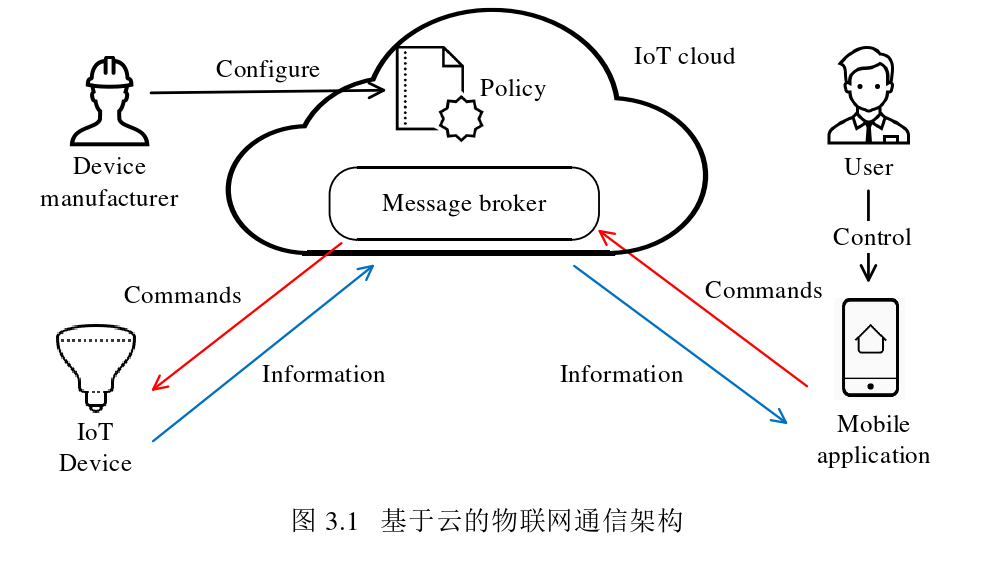 IoT cloud
Configure
Policy
Device
manufacturer
User
Message broker
Control
Commands
Commands
Information
Information
IoT
Device
Mobile
application
图 3.1 基于云的物联网通信架构